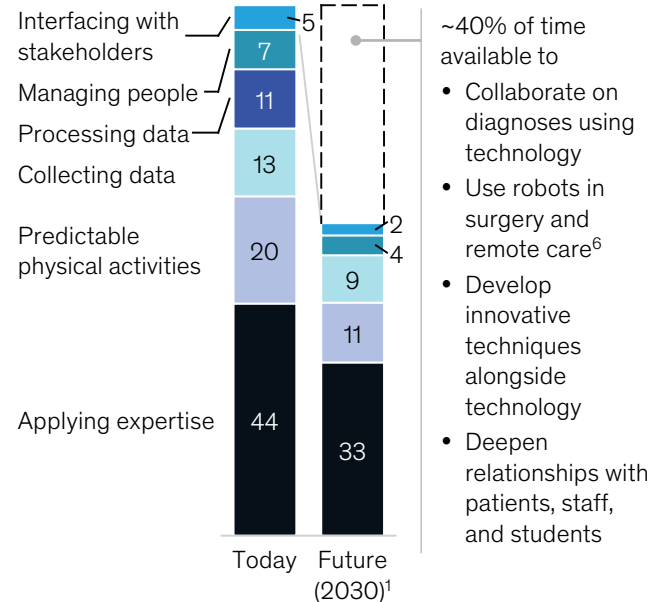 Interfacing with
stakeholders
Managing people
Processing data
Collecting data
Predictable
physical activities
Applying expertise
5
7
11
13
20
44
2
4
9
11
33
Today
Future
(2030)¹
~40% of time
available to
• Collaborate on
diagnoses using
technology
• Use robots in
surgery and
remote care⁶
• Develop
innovative
techniques
alongside
technology
• Deepen
relationships with
patients, staff,
and students